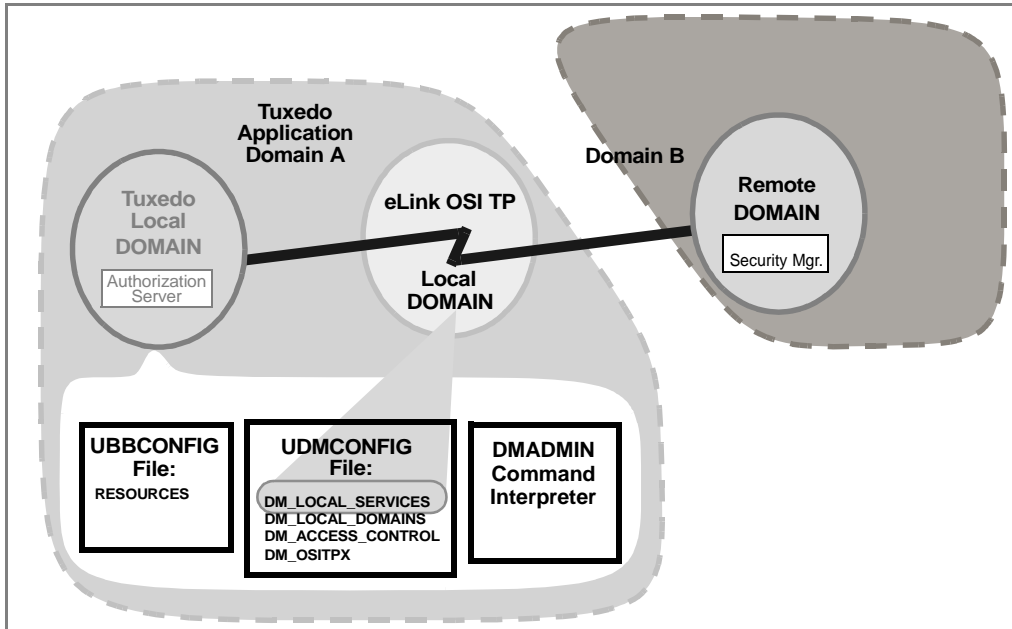 Tuxedo
Application
Domain A
Domain B
Tuxedo
Local
DOMAIN
Authorization
Server
eLink OSI TP
Local
DOMAIN
Remote
DOMAIN
Security Mgr.
UBBCONFIG
File:
RESOURCES
UDMCONFIG
File:
DM_LOCAL_SERVICES
DM_LOCAL_DOMAINS
DM_ACCESS_CONTROL
DM_OSITPX
DMADMIN
Command
Interpreter